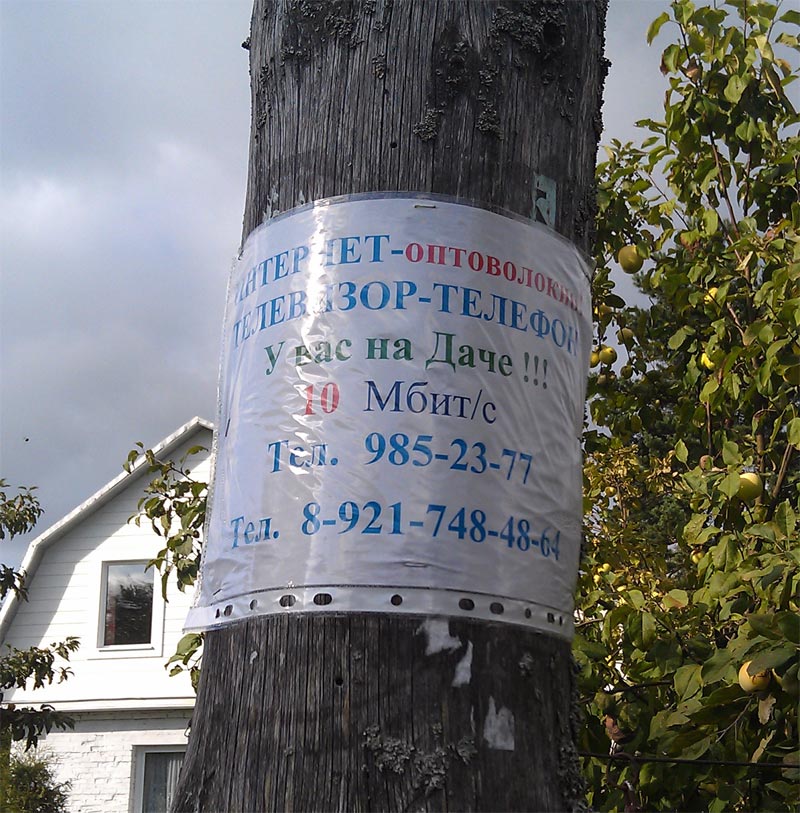 ИНТЕРНЕТ-оптоволокно!
ТЕЛЕВИЗОР-ТЕЛЕФОН
У вас на Даче !!!
10 Мбит/с
Тел. 985-23-77
Тел. 8-921-748-48-64